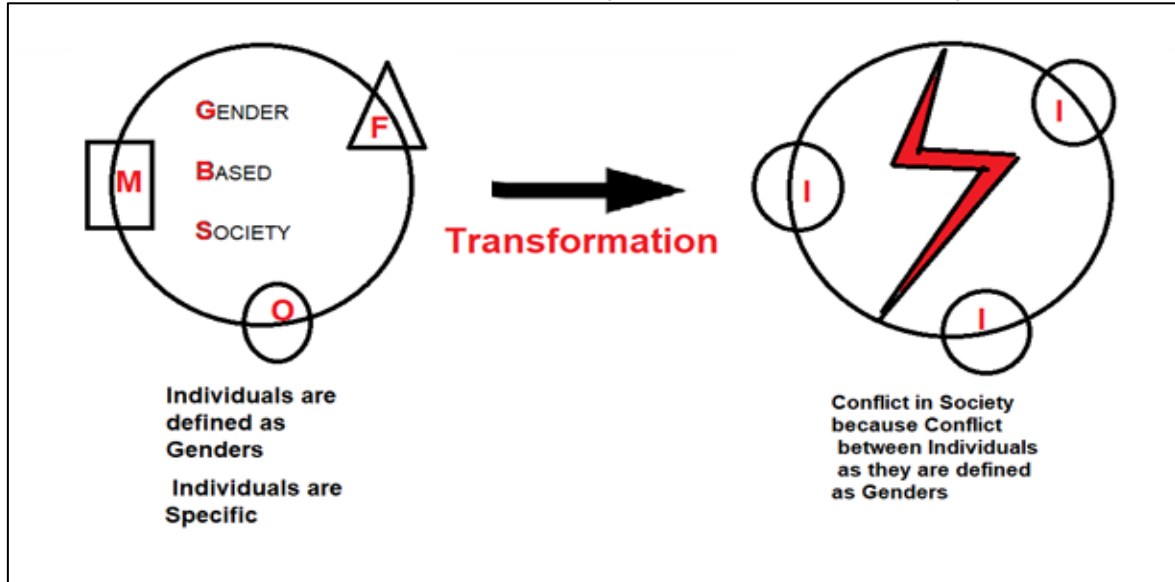 GENDER
F
M
BASED
SOCIETY
O
Individuals are
defined as
Genders
Individuals are
Specific
Transformation
I
I
I
Conflict in Society
because Conflict
between Individuals
as they are defined
as Genders